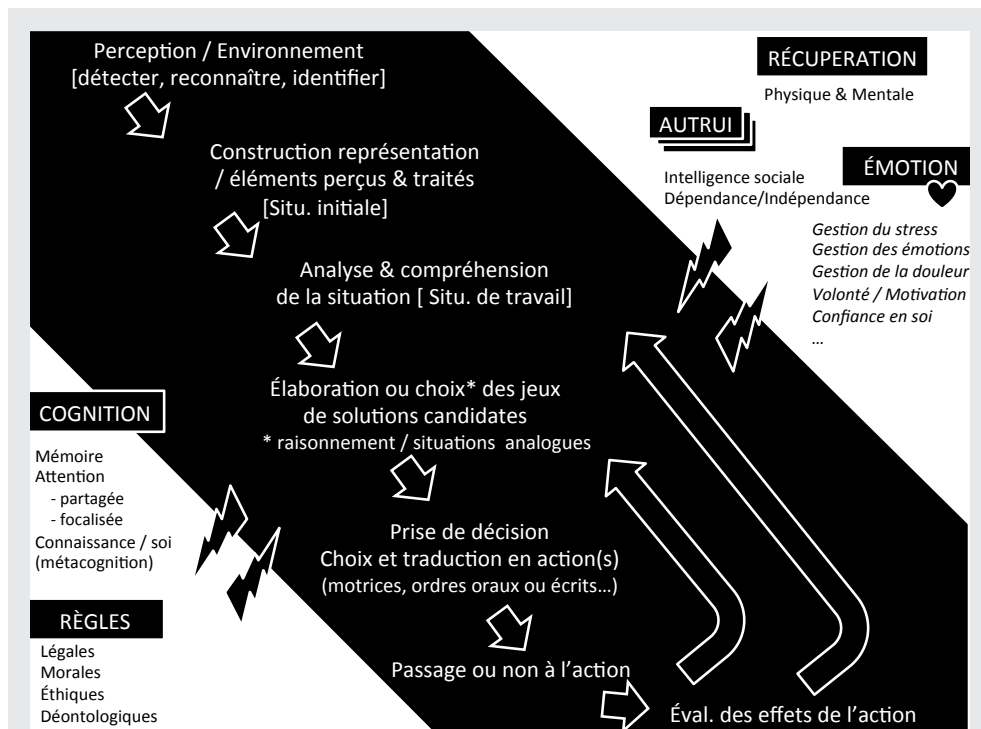 Perception / Environnement
[détecter, reconnaître, identifier]
Construction représentation
/ éléments perçus & traités
[Situ. initiale]
Analyse & compréhension
de la situation [ Situ. de travail]
Élaboration ou choix* des jeux
de solutions candidates
* raisonnement / situations analogues
Prise de décision
Choix et traduction en action(s)
(motrices, ordres oraux ou écrits…)
Passage ou non à l'action
Éval. des effets de l'action
RÉCUPERATION
Physique & Mentale
AUTRUI
Intelligence sociale
Dépendance/Indépendance
ÉMOTION
Gestion du stress
Gestion des émotions
Gestion de la douleur
Volonté / Motivation
Confiance en soi
…
COGNITION
Mémoire
Attention
- partagée
- focalisée
Connaissance / soi
(métacognition)
RÈGLES
Légales
Morales
Éthiques
Déontologiques